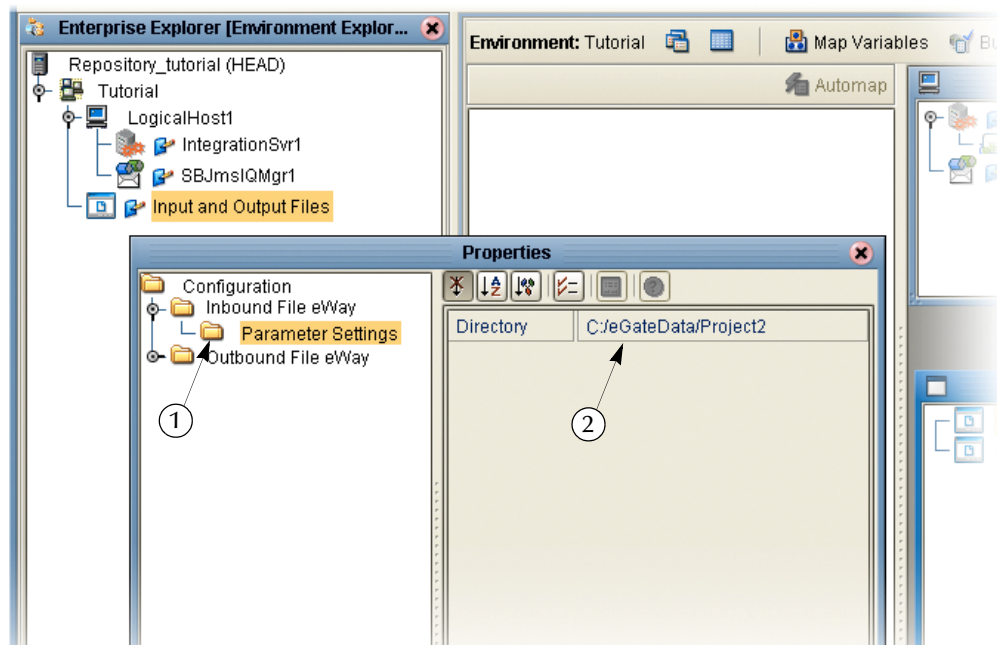 Enterprise Explorer [Environment Explor...
Repository_tutorial (HEAD)
Tutorial
LogicalHost1
IntegrationSvr1
SBJmsIQMgr1
Input and Output Files
Environment: Tutorial
Map Variables
Automap
Properties
Configuration
Inbound File eWay
Parameter Settings
Outbound File eWay
Directory C:/eGateData/Project2
1
2